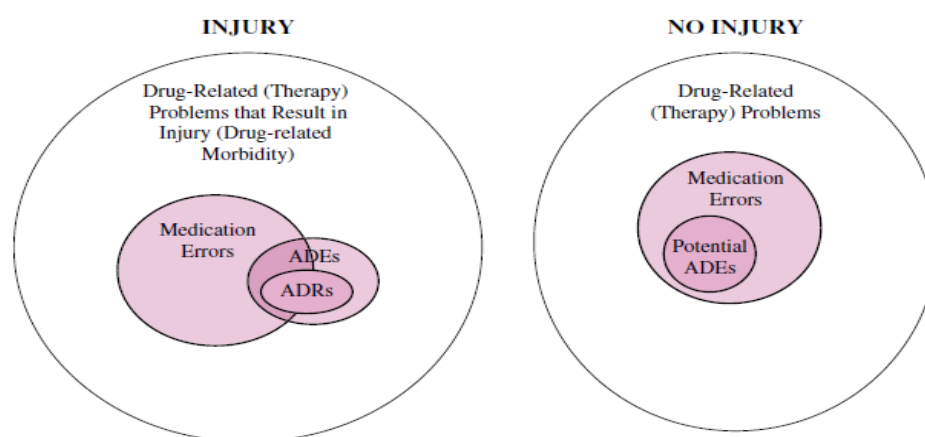 INJURY
Drug-Related (Therapy)
Problems that Result in
Injury (Drug-related
Morbidity)
Medication
Errors
ADEs
ADRs
NO INJURY
Drug-Related
(Therapy) Problems
Medication
Errors
Potential
ADEs